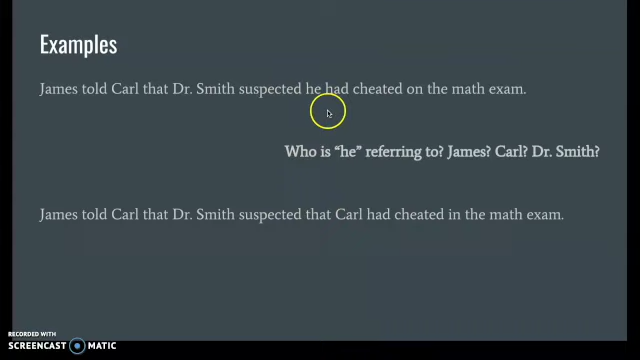 Examples
James told Carl that Dr. Smith suspected he had cheated on the math exam.
Who is “he” referring to? James? Carl? Dr. Smith?
James told Carl that Dr. Smith suspected that Carl had cheated in the math exam.
RECORDED WITH
SCREENCAST MATIC